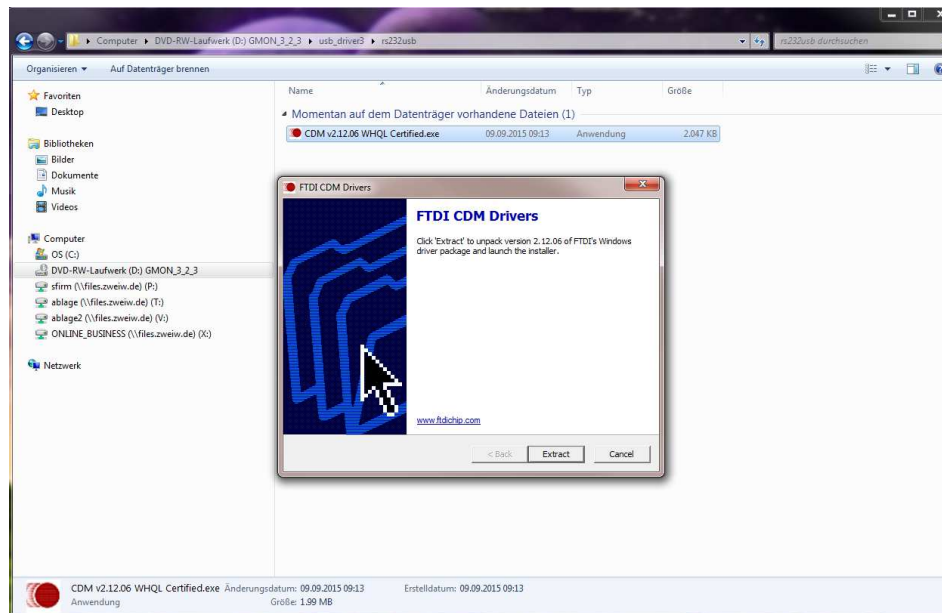 Computer ▸ DVD-RW-Laufwerk (D:) GMON_3_2_3 ▸ usb_driver3 ▸ rs232usb
rs232usb durchsuchen
Organisieren
Auf Datenträger brennen
Favoriten
Desktop
Bibliotheken
Bilder
Dokumente
Musik
Videos
Computer
OS (C:)
DVD-RW-Laufwerk (D:) GMON_3_2_3
sfirm (\\files.zweiw.de) (P:)
ablage (\\files.zweiw.de) (T:)
ablage2 (\\files.zweiw.de) (V:)
ONLINE_BUSINESS (\\files.zweiw.de) (X:)
Netzwerk
Name Änderungsdatum Typ Größe
Momentan auf dem Datenträger vorhandene Dateien (1)
CDM v2.12.06 WHQL Certified.exe 09.09.2015 09:13 Anwendung 2.047 KB
FTDI CDM Drivers
FTDI CDM Drivers
Click 'Extract' to unpack version 2.12.06 of FTDI's Windows
driver package and launch the installer.
www.ftdichip.com
< Back Extract Cancel
CDM v2.12.06 WHQL Certified.exe Änderungsdatum: 09.09.2015 09:13 Erstelldatum: 09.09.2015 09:13
Anwendung Größe: 1,99 MB